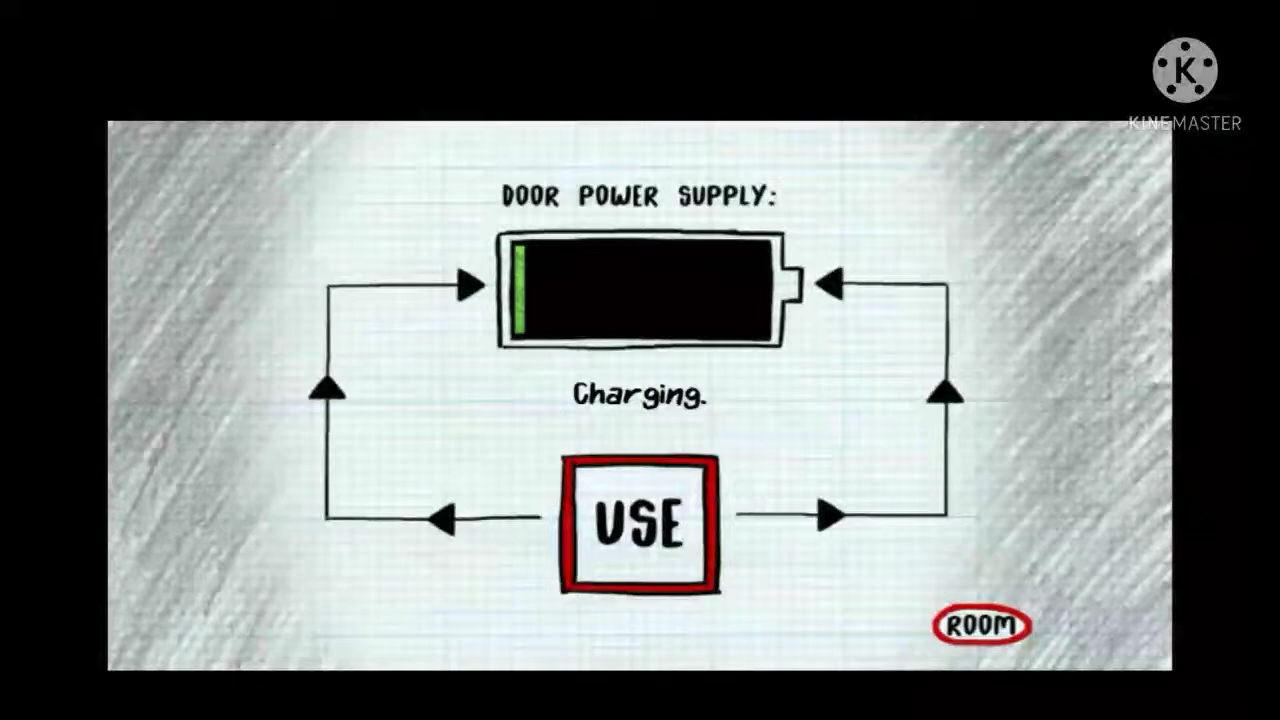 K
KINEMASTER
DOOR POWER SUPPLY:
Charging.
USE
ROOM